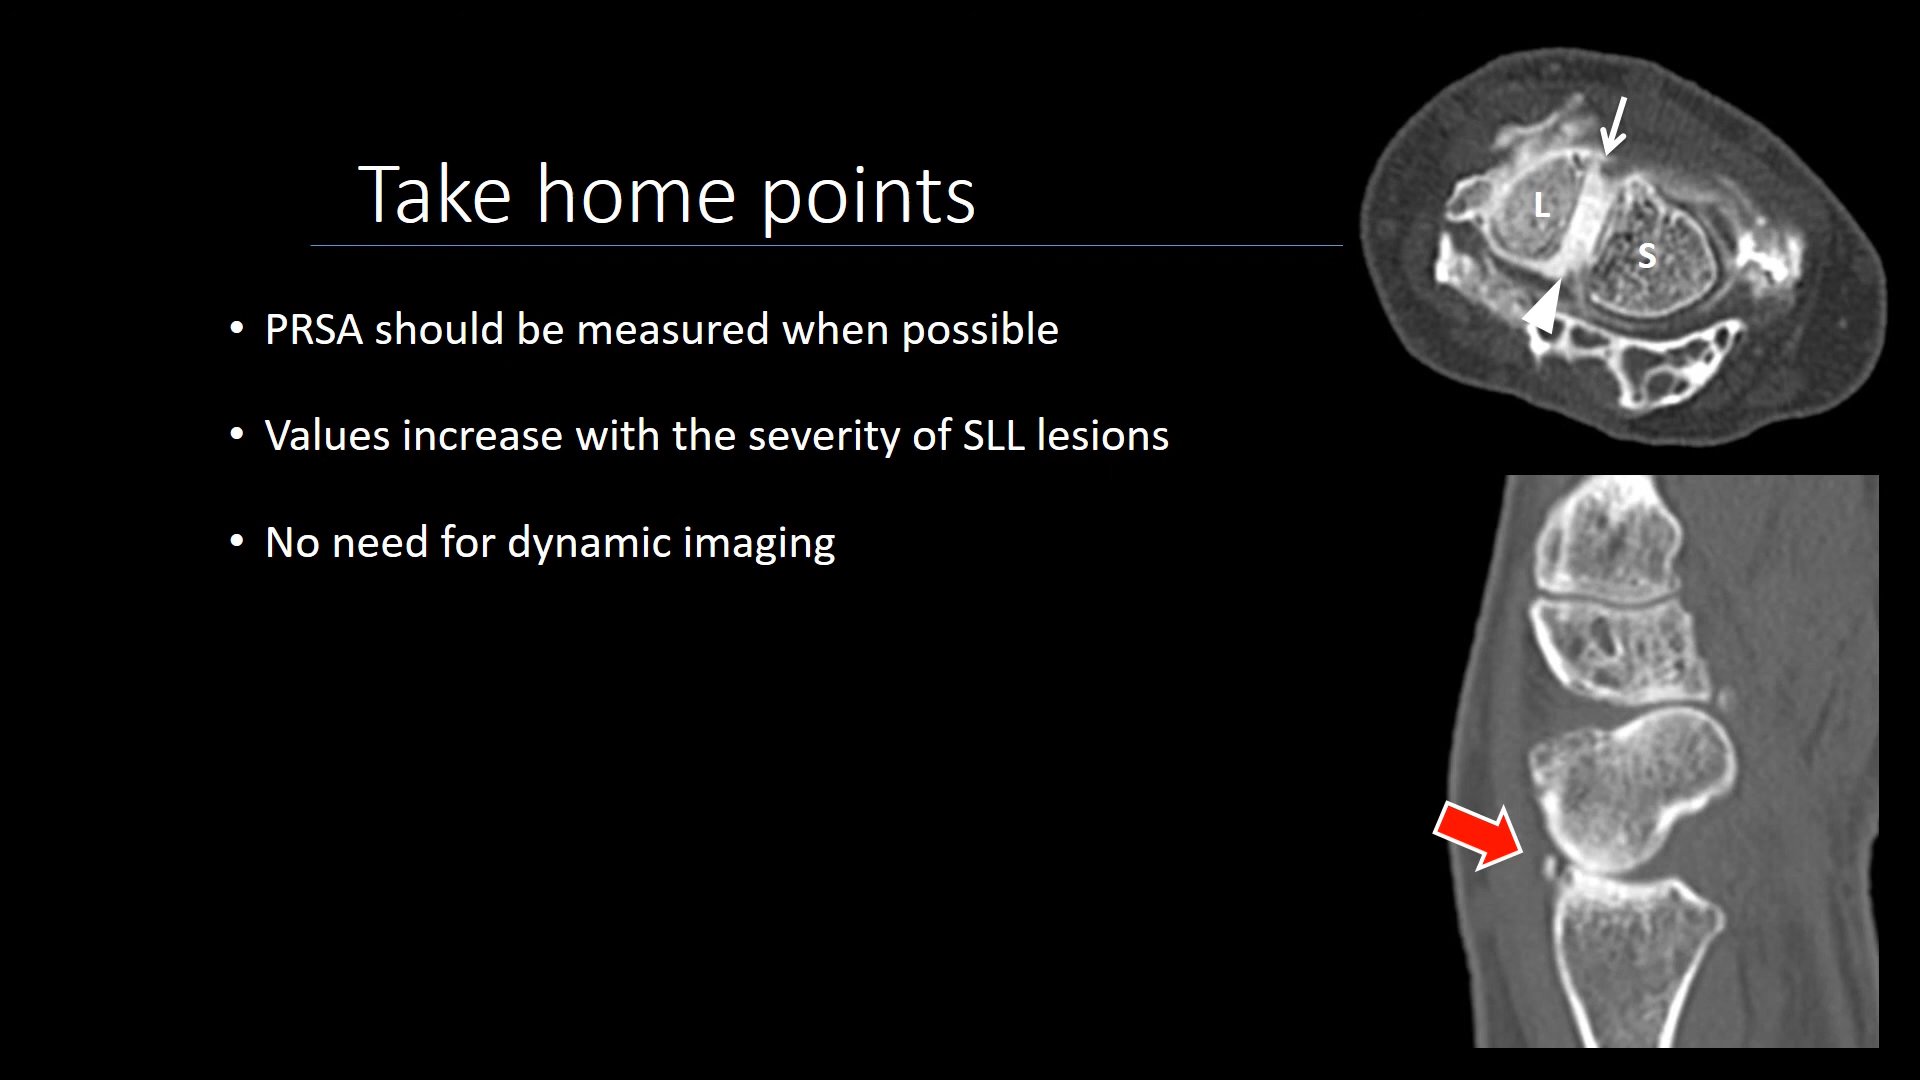 Take home points
• PRSA should be measured when possible
• Values increase with the severity of SLL lesions
• No need for dynamic imaging
L
S